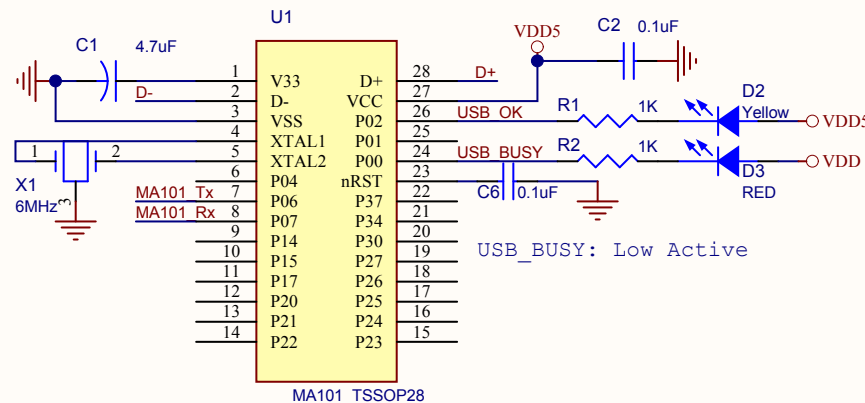 U1
C1
4.7uF
VDD5
C2
0.1uF
1 V33 D+ 28 D+
D- 2 D- VCC 27
3 VSS P02 26 USB_OK R1 1K D2 Yellow VDD5
4 XTAL1 P01 25
1 2 5 XTAL2 P00 24 USB_BUSY R2 1K D3 RED VDD
X1
6MHz
3
6 P04 nRST 23 C6 0.1uF
MA101_Tx 7 P06 P37 22
MA101_Rx 8 P07 P34 21
9 P14 P30 20
10 P15 P27 19
USB_BUSY: Low Active
11 P17 P26 18
12 P20 P25 17
13 P21 P24 16
14 P22 P23 15
MA101_TSSOP28